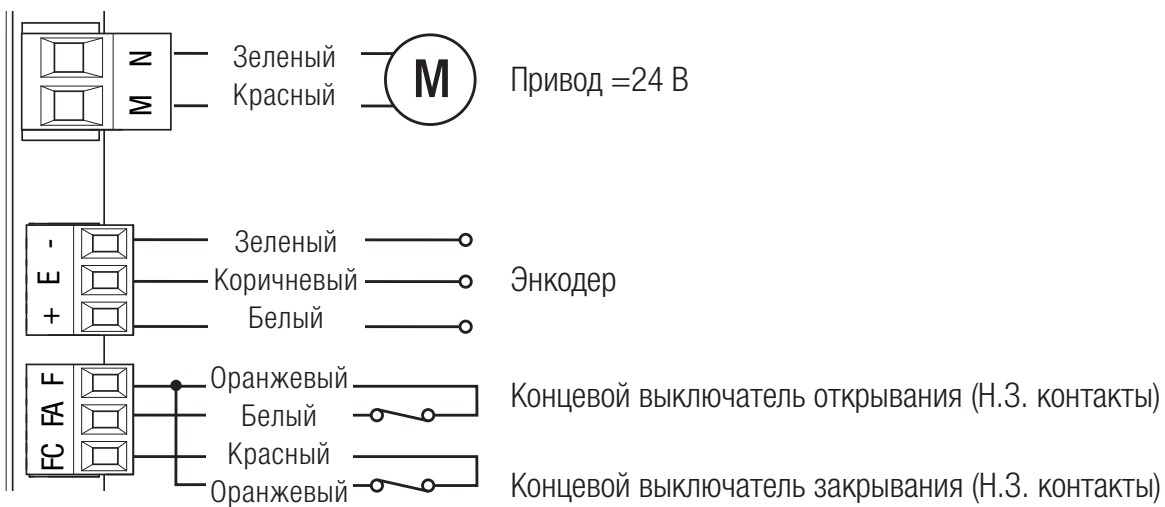 N Зеленый M Привод =24 В
M Красный
- Зеленый
E Коричневый Энкодер
+ Белый
F Оранжевый Концевой выключатель открывания (Н.З. контакты)
FA Белый
FC Красный
Оранжевый Концевой выключатель закрывания (Н.З. контакты)